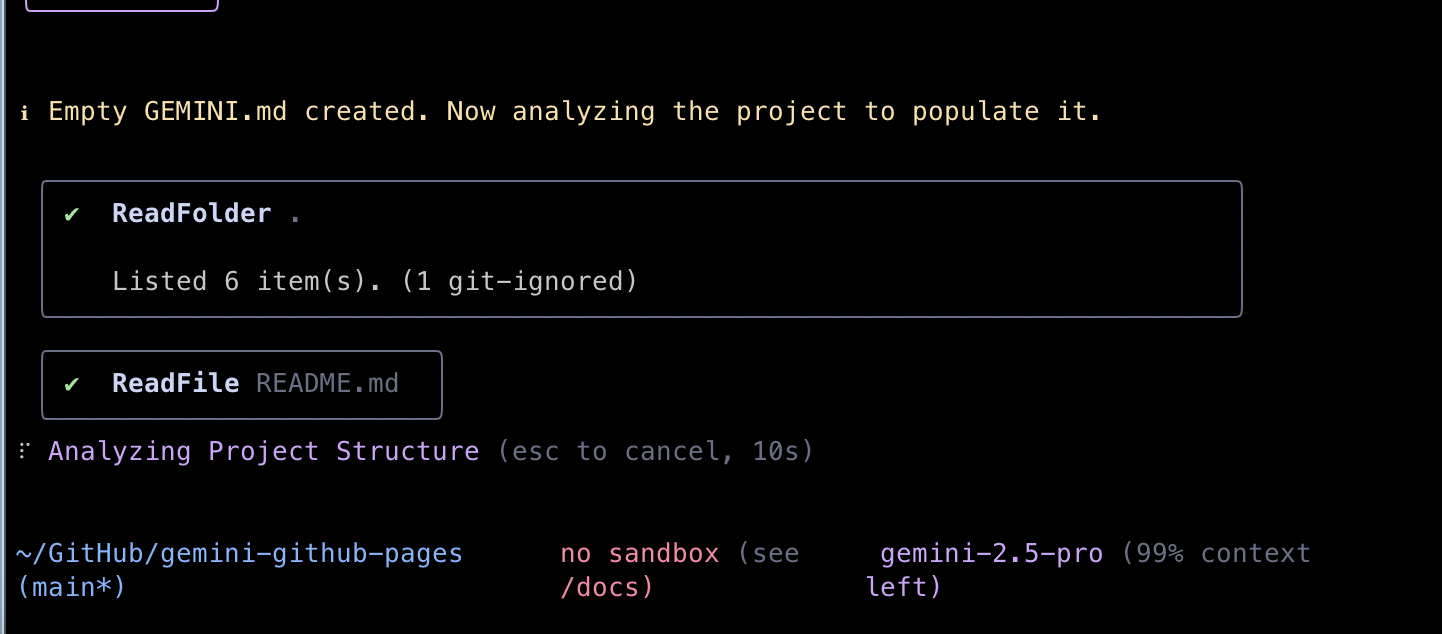 ℹ Empty GEMINI.md created. Now analyzing the project to populate it.
✔ ReadFolder .
Listed 6 item(s). (1 git-ignored)
✔ ReadFile README.md
⠏ Analyzing Project Structure (esc to cancel, 10s)
~/GitHub/gemini-github-pages no sandbox (see gemini-2.5-pro (99% context
(main*) /docs) left)